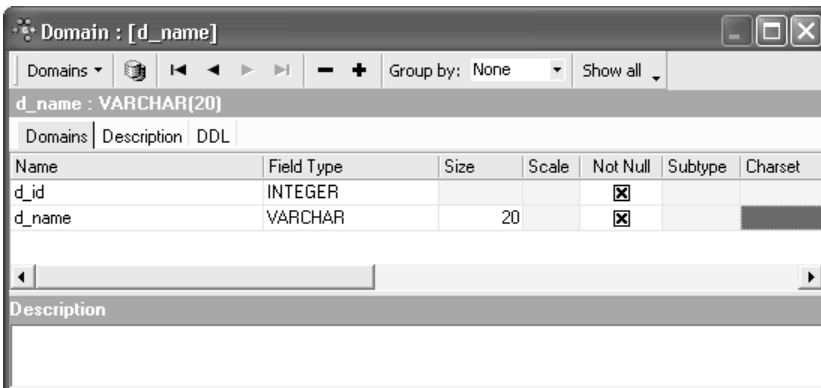 Domain : [d_name]
Domains Group by: None Show all
d_name : VARCHAR(20)
Domains Description DDL
Name Field Type Size Scale Not Null Subtype Charset
d_id INTEGER
d_name VARCHAR 20
Description